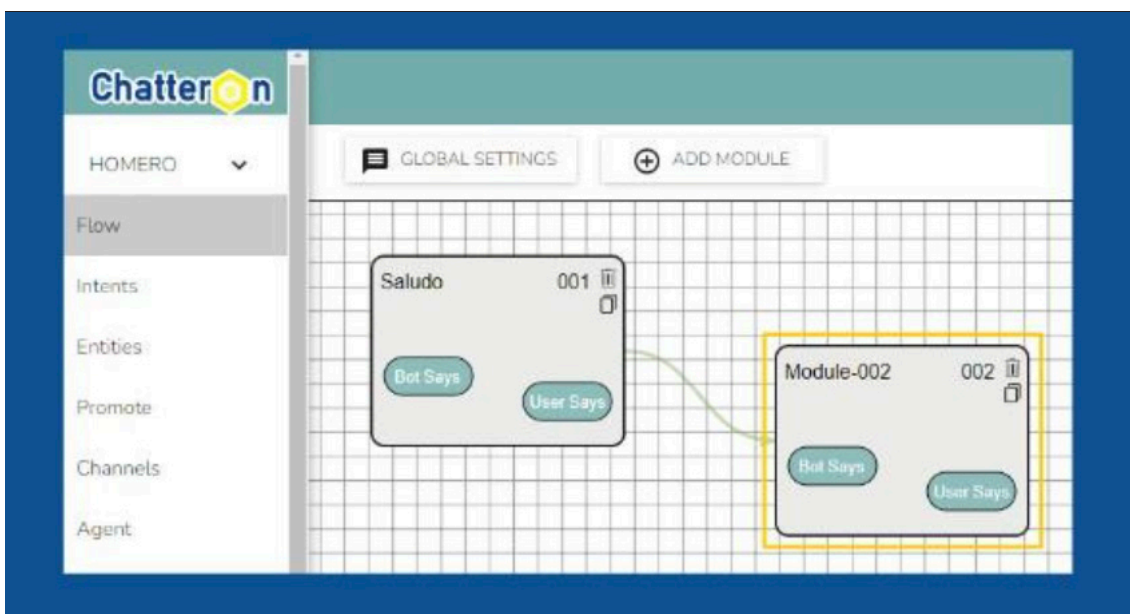 Chatteron
HOMERO
GLOBAL SETTINGS
ADD MODULE
Flow
Intents
Entities
Promote
Channels
Agent
Saludo 001
Bot Says
User Says
Module-002 002
Bot Says
User Says